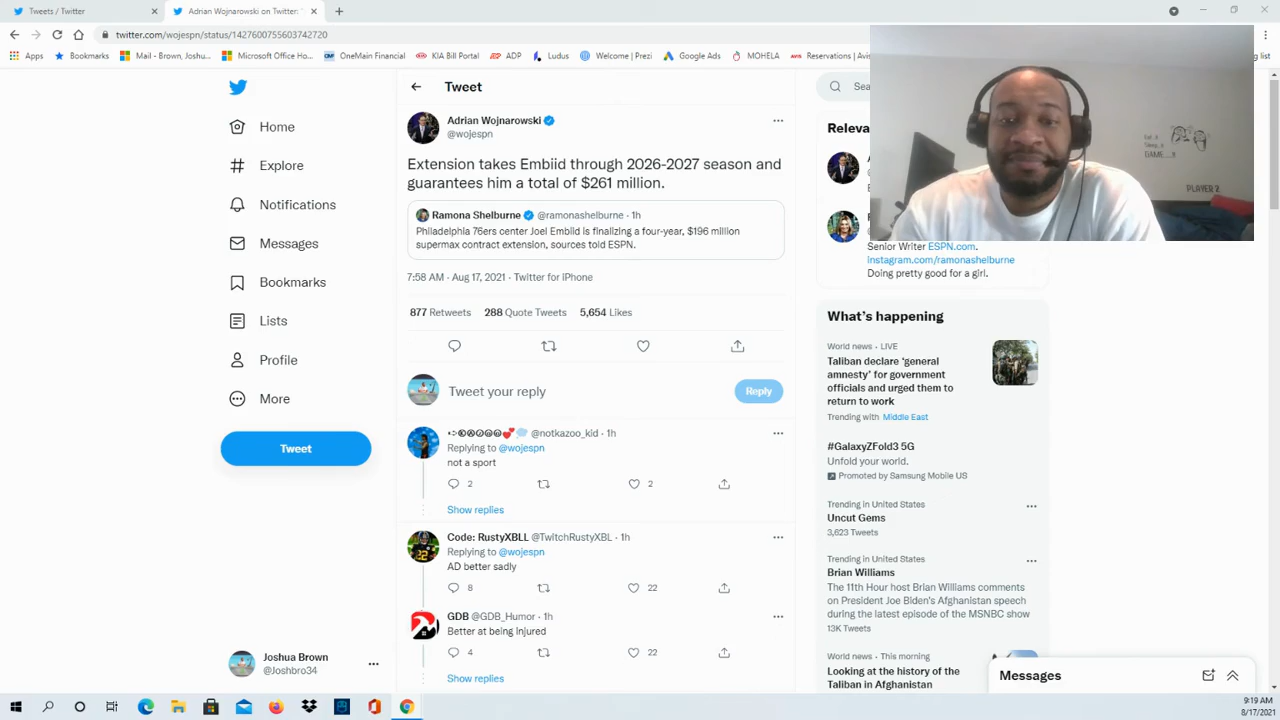 Tweets / Twitter
Adrian Wojnarowski on Twitter:
twitter.com/wojespn/status/1427600755603742720
Apps
Bookmarks
Mail - Brown, Joshu...
Microsoft Office Ho...
OneMain Financial
KIA Bill Portal
ADP
Ludus
Welcome | Prezi
Google Ads
MOHELA
Reservations | Avi
Home
Explore
Notifications
Messages
Bookmarks
Lists
Profile
More
Tweet
Joshua Brown
@Joshbro34
Tweet
Adrian Wojnarowski
@wojespn
Extension takes Embiid through 2026-2027 season and
guarantees him a total of $261 million.
Ramona Shelburne @ramonashelburne · 1h
Philadelphia 76ers center Joel Embiid is finalizing a four-year, $196 million
supermax contract extension, sources told ESPN.
7:58 AM · Aug 17, 2021 · Twitter for iPhone
877 Retweets 288 Quote Tweets 5,654 Likes
Tweet your reply
Reply
@notkazoo_kid · 1h
Replying to @wojespn
not a sport
2 2
Show replies
Code: RustyXBLL @TwitchRustyXBL · 1h
Replying to @wojespn
AD better sadly
8 22
GDB @GDB_Humor · 1h
Better at being Injured
4 22
Show replies
Sea
Releva
Senior Writer ESPN.com.
instagram.com/ramonashelburne
Doing pretty good for a girl.
What's happening
World news · LIVE
Taliban declare 'general
amnesty' for government
officials and urged them to
return to work
Trending with Middle East
#GalaxyZFold3 5G
Unfold your world.
Promoted by Samsung Mobile US
Trending in United States
Uncut Gems
3,623 Tweets
Trending in United States
Brian Williams
The 11th Hour host Brian Williams comments
on President Joe Biden's Afghanistan speech
during the latest episode of the MSNBC show
13K Tweets
World news · This morning
Looking at the history of the
Taliban in Afghanistan
Messages
ng list
GAME
PLAYER 2
9:19 AM
8/17/2021